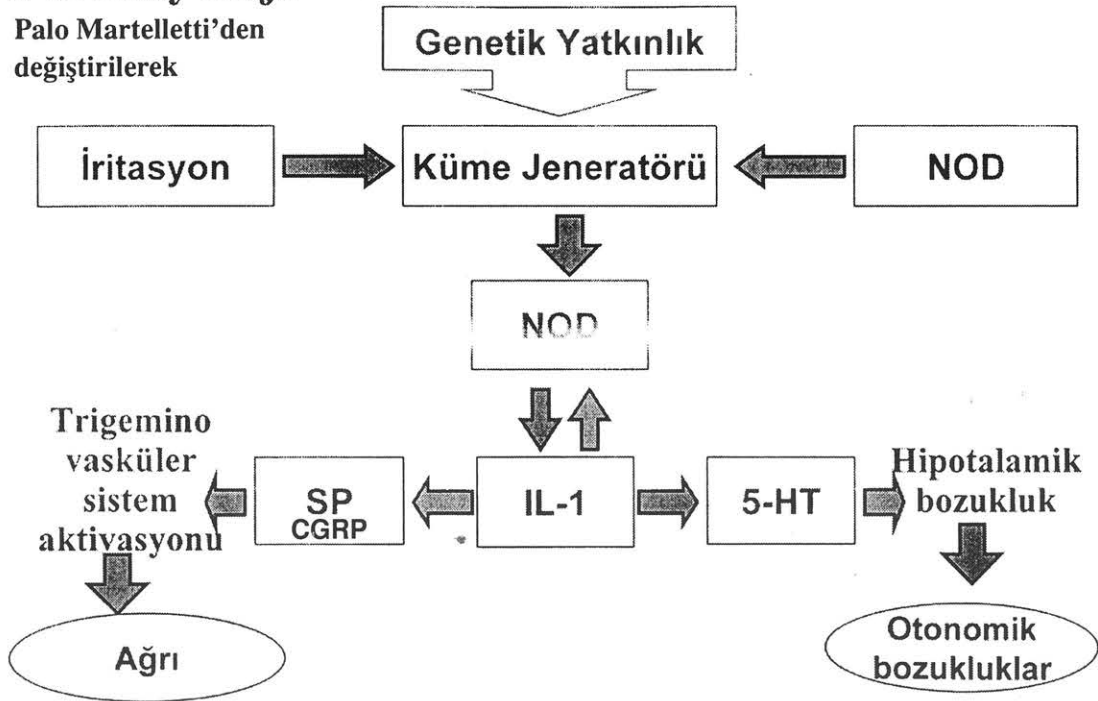 Palo Martelletti’den
değiştirilerek
Genetik Yatkınlık
İritasyon
Küme Jeneratörü
NOD
NOD
Trigemino
vasküler
sistem
aktivasyonu
SP
CGRP
IL-1
5-HT
Hipotalamik
bozukluk
Ağrı
Otonomik
bozukluklar